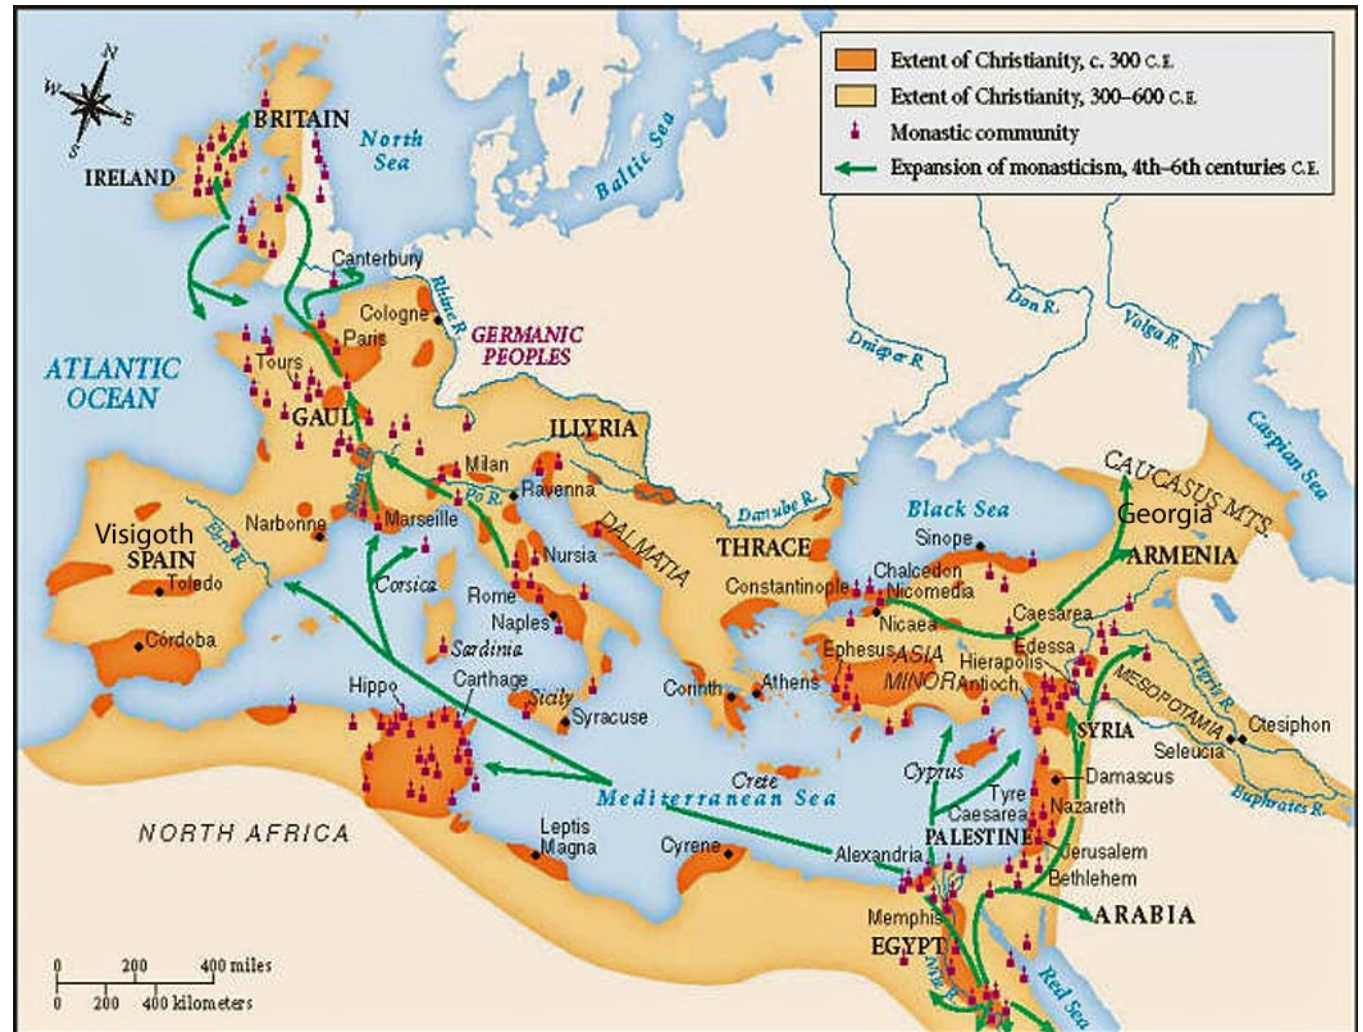 N
W
E
S
Extent of Christianity, c. 300 C.E.
Extent of Christianity, 300–600 C.E.
Monastic community
Expansion of monasticism, 4th–6th centuries C.E.
BRITAIN
North
Sea
Baltic Sea
IRELAND
Canterbury
Rhine R.
Cologne
GERMANIC
PEOPLES
Paris
Don R.
Volga R.
Dnieper R.
Tours
ATLANTIC
OCEAN
GAUL
ILLYRIA
Caspian Sea
Milan
CAUCASUS MTS.
Po R.
Ravenna
Rhône R.
Danube R.
Black Sea
Georgia
Visigoth
SPAIN
Ebro R.
Narbonne
Marseille
DALMATIA
THRACE
Sinope
ARMENIA
Nursia
Toledo
Corsica
Rome
Constantinople
Chalcedon
Nicomedia
Naples
Nicaea
Caesarea
Córdoba
Sardinia
Ephesus
ASIA
MINOR
Edessa
Hierapolis
Antioch
Tigris R.
MESOPOTAMIA
Hippo
Carthage
Sicily
Corinth
Athens
Syracuse
SYRIA
Ctesiphon
Seleucia
Crete
Cyprus
Damascus
Euphrates R.
Mediterranean Sea
Tyre
Caesarea
Nazareth
NORTH AFRICA
Leptis
Magna
Cyrene
PALESTINE
Alexandria
Jerusalem
Bethlehem
Memphis
ARABIA
EGYPT
Nile R.
Red Sea
0 200 400 miles
0 200 400 kilometers